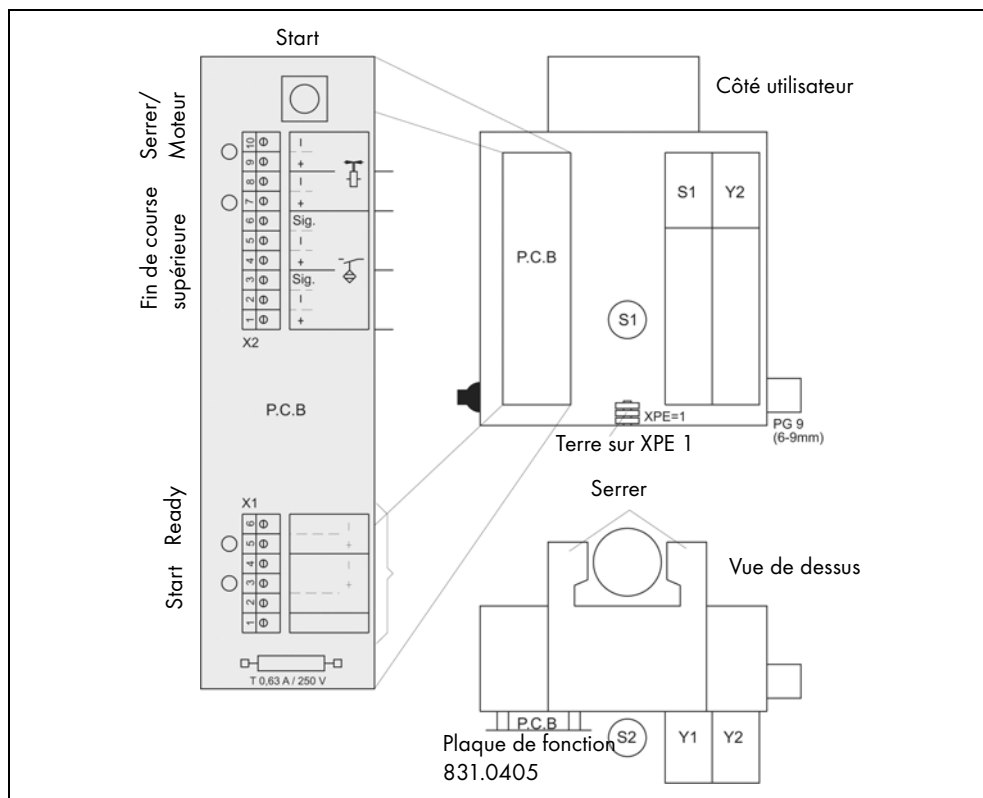 Start
Côté utilisateur
Serrer/
Moteur
Fin de course
supérieure
10
9
8
7
6
5
4
3
2
1
I
+
I
+
Sig.
I
+
Sig.
I
+
X2
P.C.B
S1
Y2
P.C.B
S1
XPE=1
PG 9
(6-9mm)
Terre sur XPE 1
Start Ready
X1
6
5
4
3
2
1
I
+
I
+
T 0,63 A / 250 V
Serrer
Vue de dessus
P.C.B
S2
Y1
Y2
Plaque de fonction
831.0405